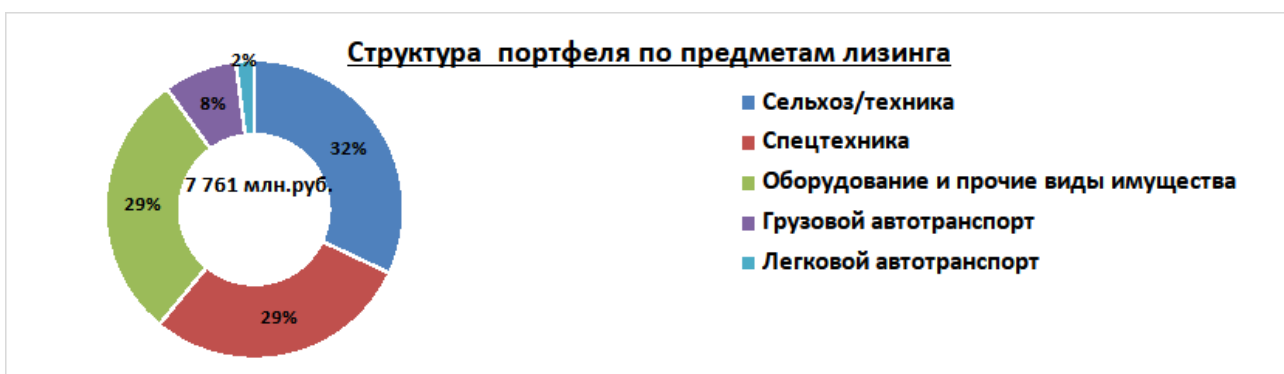 Структура портфеля по предметам лизинга
2%
8%
32%
7 761 млн.руб.
29%
29%
Сельхоз/техника
Спецтехника
Оборудование и прочие виды имущества
Грузовой автотранспорт
Легковой автотранспорт